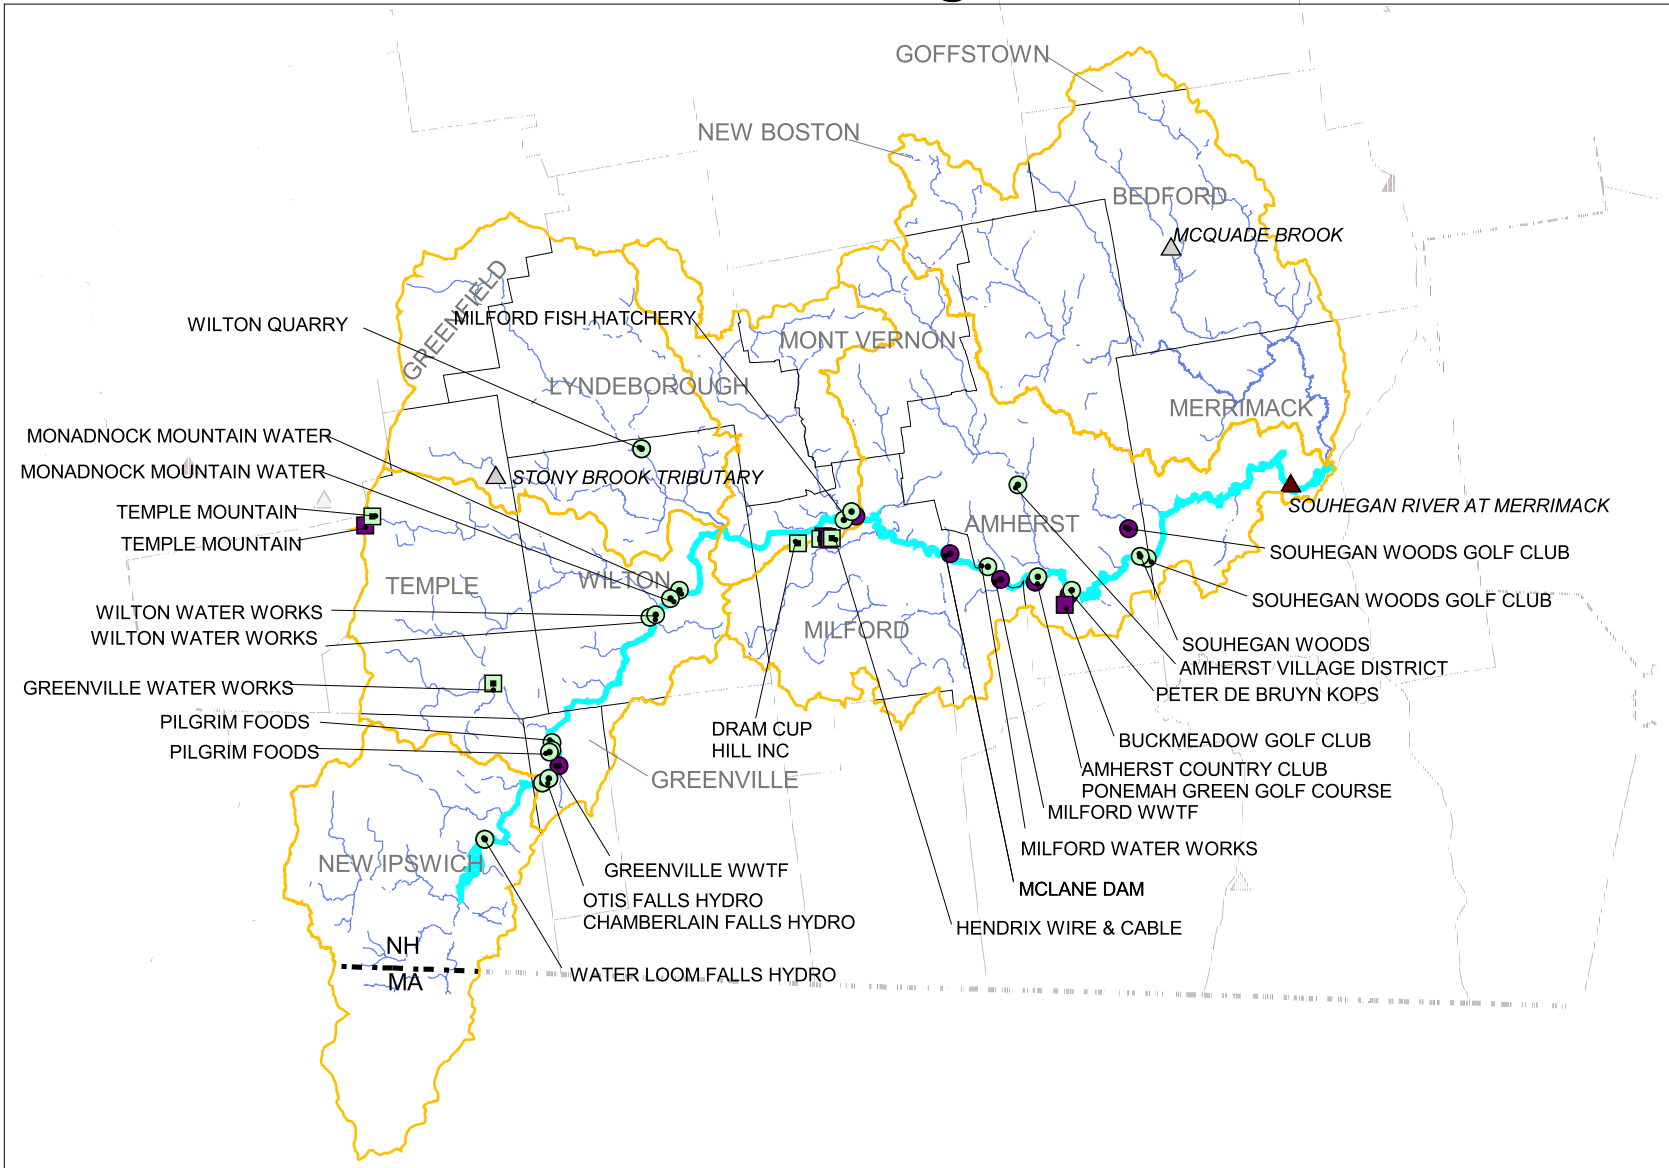 GOFFSTOWN
NEW BOSTON
BEDFORD
MCQUADE BROOK
GREENFIELD
WILTON QUARRY
MILFORD FISH HATCHERY
MONT VERNON
LYNDEBOROUGH
MERRIMACK
MONADNOCK MOUNTAIN WATER
MONADNOCK MOUNTAIN WATER
STONY BROOK TRIBUTARY
SOUHEGAN RIVER AT MERRIMACK
TEMPLE MOUNTAIN
TEMPLE MOUNTAIN
AMHERST
SOUHEGAN WOODS GOLF CLUB
TEMPLE
WILTON
SOUHEGAN WOODS GOLF CLUB
WILTON WATER WORKS
WILTON WATER WORKS
MILFORD
SOUHEGAN WOODS
AMHERST VILLAGE DISTRICT
GREENVILLE WATER WORKS
PETER DE BRUYN KOPS
PILGRIM FOODS
PILGRIM FOODS
DRAM CUP
HILL INC
BUCKMEADOW GOLF CLUB
GREENVILLE
AMHERST COUNTRY CLUB
PONEMAH GREEN GOLF COURSE
MILFORD WWTF
MILFORD WATER WORKS
NEW IPSWICH
GREENVILLE WWTF
MCLANE DAM
OTIS FALLS HYDRO
CHAMBERLAIN FALLS HYDRO
HENDRIX WIRE & CABLE
NH
WATER LOOM FALLS HYDRO
MA